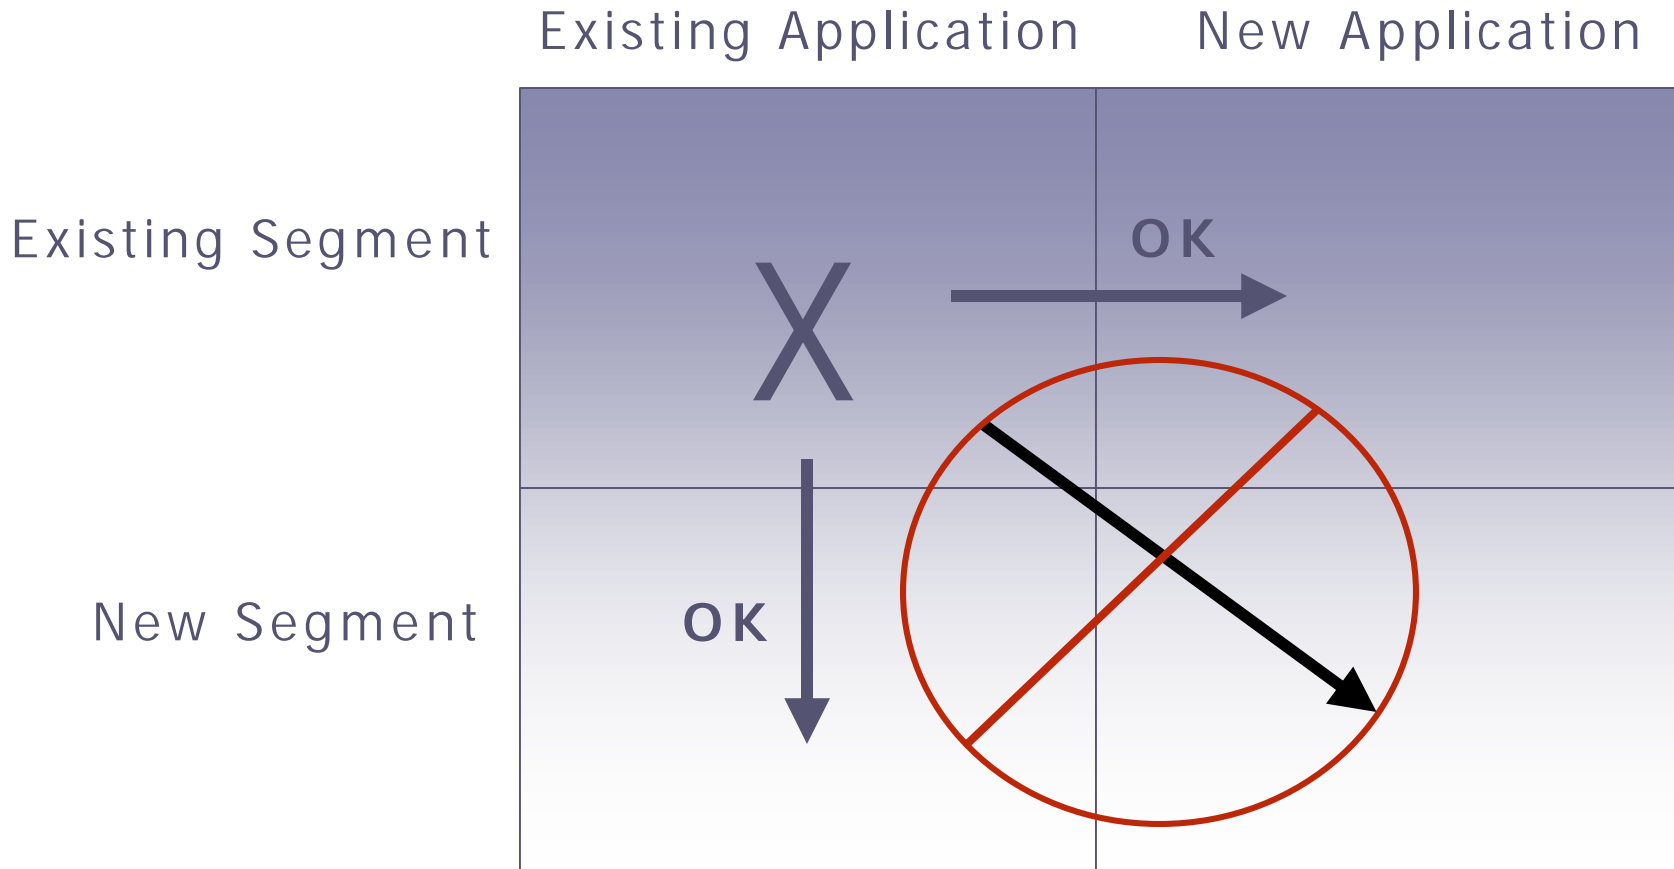 Existing Application New Application
Existing Segment
OK
X
New Segment
OK